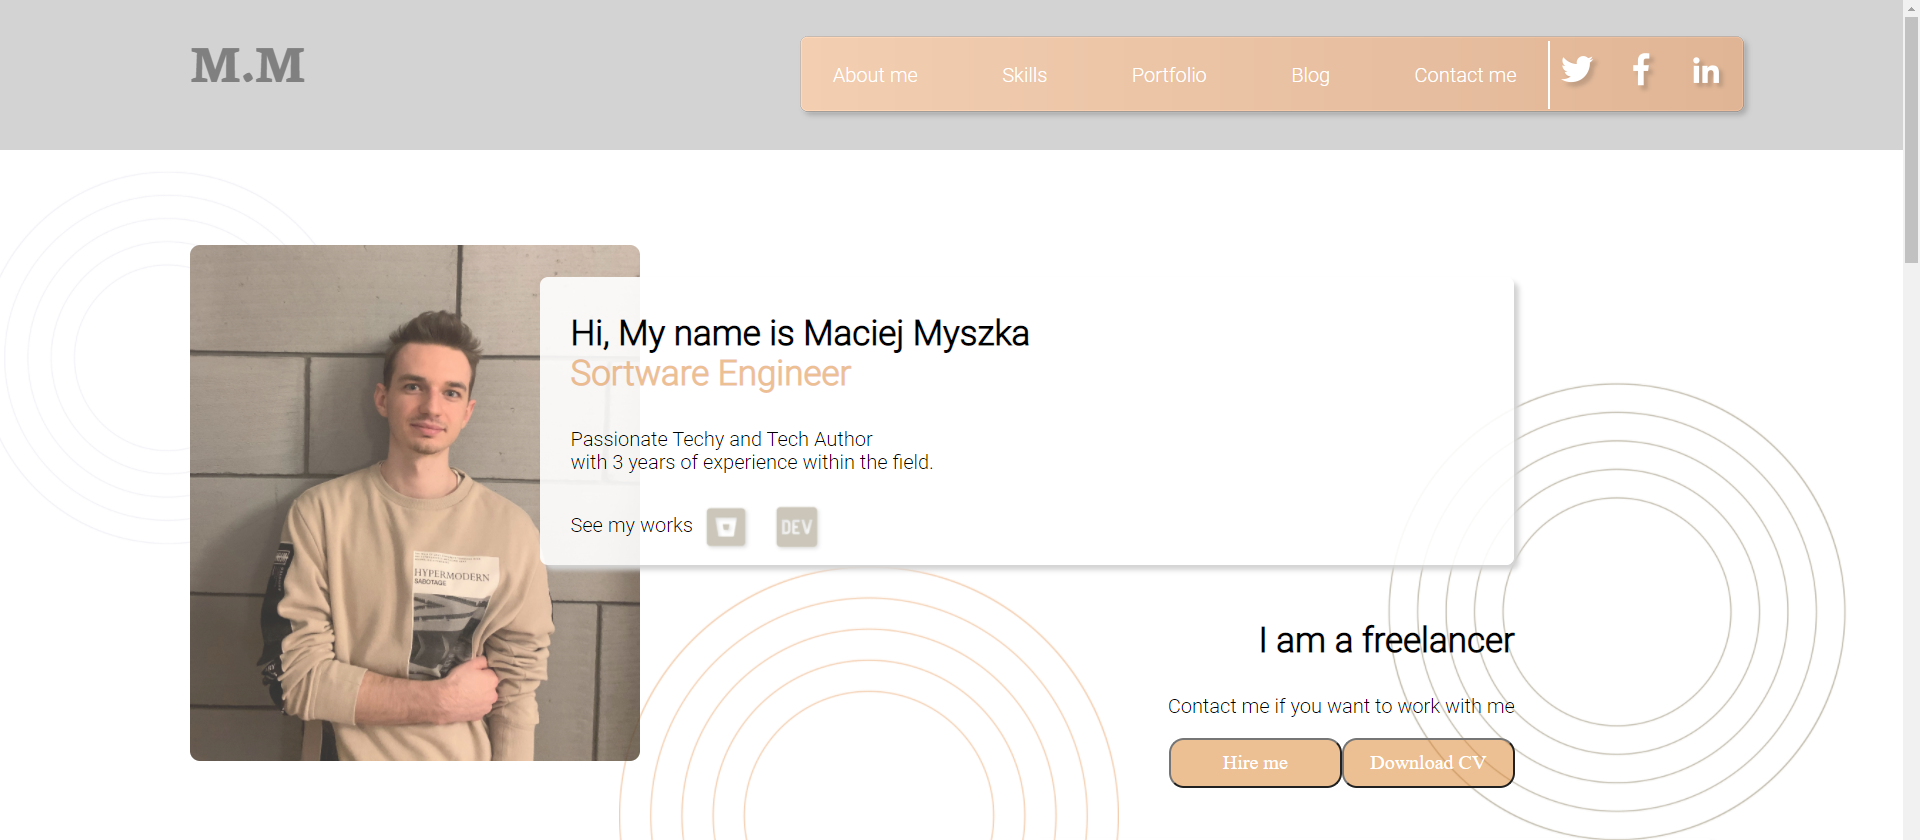 M.M
About me
Skills
Portfolio
Blog
Contact me
Hi, My name is Maciej Myszka
Sortware Engineer
Passionate Techy and Tech Author
with 3 years of experience within the field.
See my works
DEV
HYPERMODERN
SABOTAGE
I am a freelancer
Contact me if you want to work with me
Hire me
Download CV